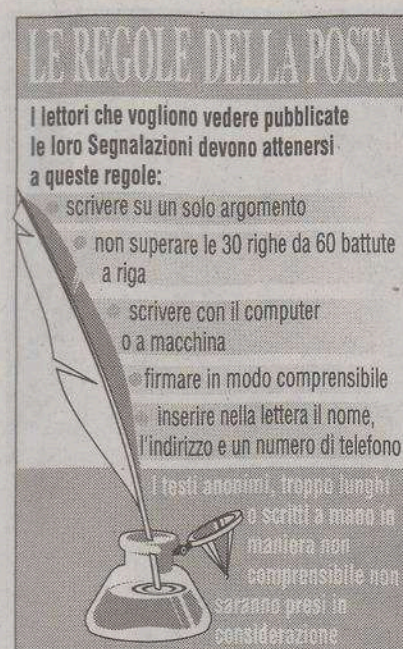 LE REGOLE DELLA POSTA
I lettori che vogliono vedere pubblicate
le loro Segnalazioni devono attenersi
a queste regole:
scrivere su un solo argomento
non superare le 30 righe da 60 battute
a riga
scrivere con il computer
o a macchina
firmare in modo comprensibile
inserire nella lettera il nome,
l'indirizzo e un numero di telefono
I testi anonimi, troppo lunghi
o scritti a mano in
maniera non
comprensibile non
saranno presi in
considerazione